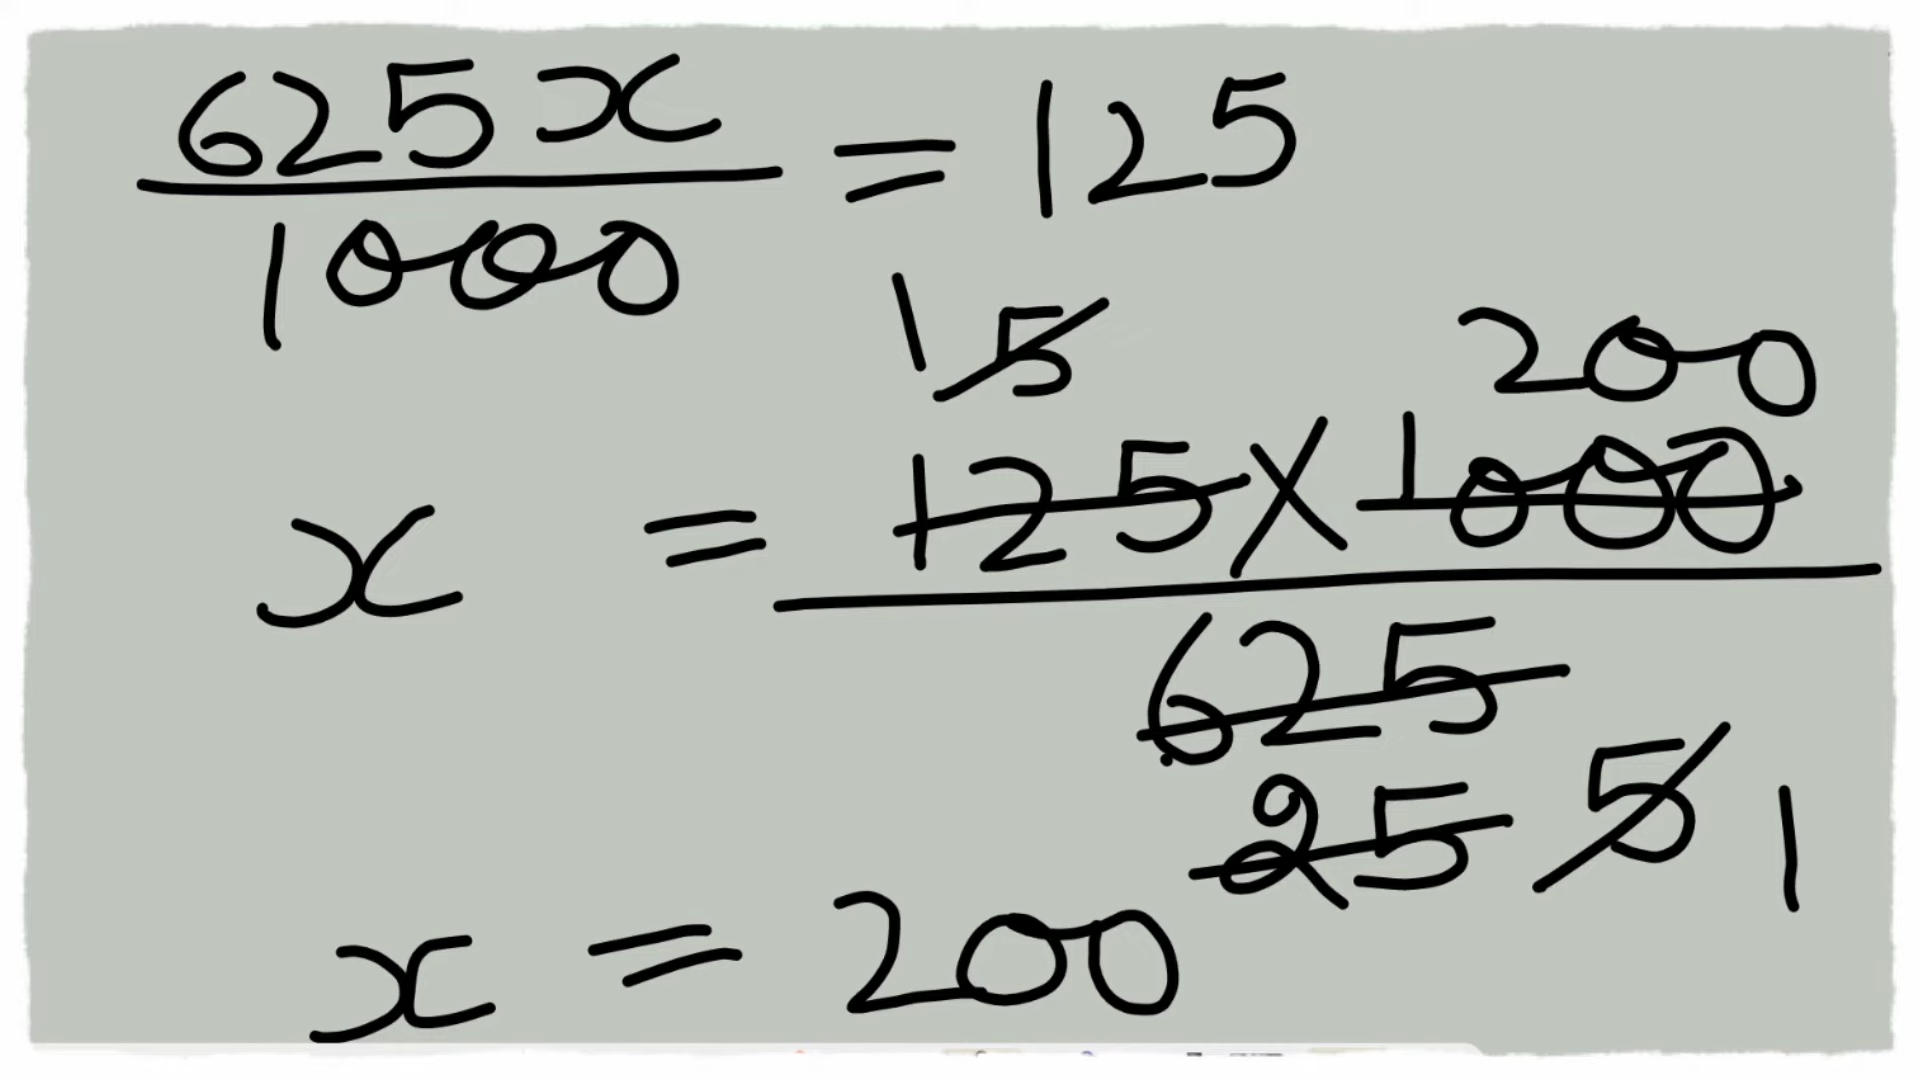 625x = 125
1000
1 5 200
x = 125 X 1000
625
25 5 1
x = 200